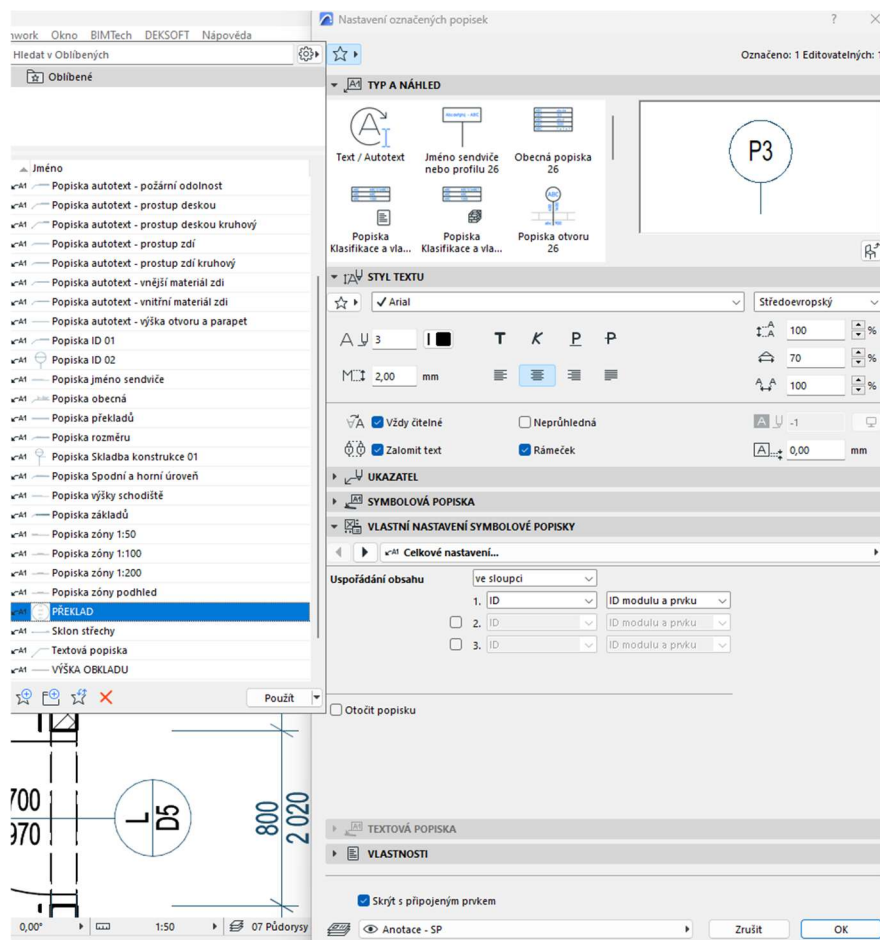 Nastavení označených popisek
?
Okno BIMTech DEKSOFT Nápověda
Hledat v Oblíbených
Oblíbené
Jméno
Popiska autotext - požární odolnost
Popiska autotext - prostup deskou
Popiska autotext - prostup deskou kruhový
Popiska autotext - prostup zdí
Popiska autotext - prostup zdí kruhový
Popiska autotext - vnější materiál zdi
Popiska autotext - vnitřní materiál zdi
Popiska autotext - výška otvoru a parapet
Popiska ID 01
Popiska ID 02
Popiska jméno sendviče
Popiska obecná
Popiska překladů
Popiska rozměru
Popiska Skladba konstrukce 01
Popiska Spodní a horní úroveň
Popiska výšky schodiště
Popiska základů
Popiska zóny 1:50
Popiska zóny 1:100
Popiska zóny 1:200
Popiska zóny podhled
PŘEKLAD
Sklon střechy
Textová popiska
VÝŠKA OBKLADU
Použít
700
970
L
D5
800
2 020
0,00°
1:50
07 Půdorysy
Označeno: 1 Editovatelných: 1
TYP A NÁHLED
Text / Autotext
Jméno sendviče
nebo profilu 26
Obecná popiska
26
Popiska
Klasifikace a vla...
Popiska
Klasifikace a vla...
ABC
Popiska otvoru
26
P3
STYL TEXTU
Arial
Středoevropský
3
T K P P
100 %
70 %
100 %
2,00 mm
Vždy čitelné
Neprůhledná
-1
Zalomit text
Rámeček
0,00 mm
UKAZATEL
SYMBOLOVÁ POPISKA
VLASTNÍ NASTAVENÍ SYMBOLOVÉ POPISKY
Celkové nastavení...
Uspořádání obsahu
ve sloupci
1. ID ID modulu a prvku
2. ID ID modulu a prvku
3. ID ID modulu a prvku
Otočit popisku
TEXTOVÁ POPISKA
VLASTNOSTI
Skrýt s připojeným prvkem
Anotace - SP
Zrušit
OK